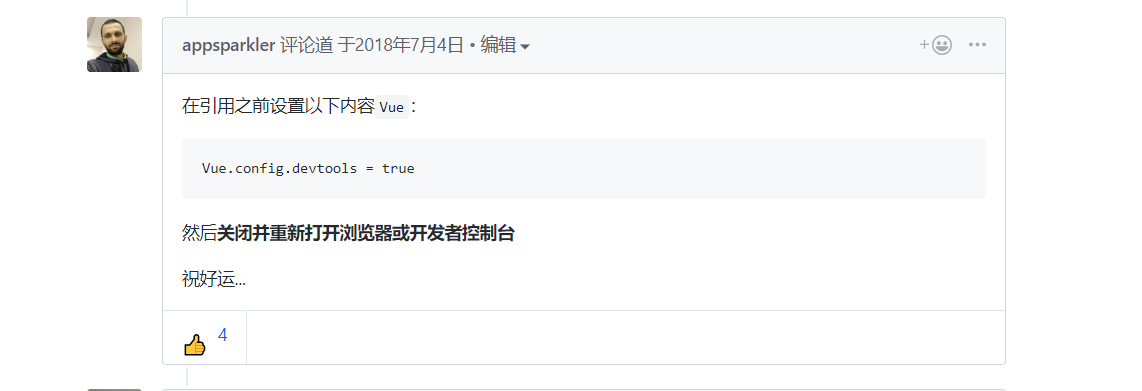 appsparkler 评论道 于2018年7月4日 • 编辑
在引用之前设置以下内容 Vue：
Vue.config.devtools = true
然后关闭并重新打开浏览器或开发者控制台
祝好运...
4